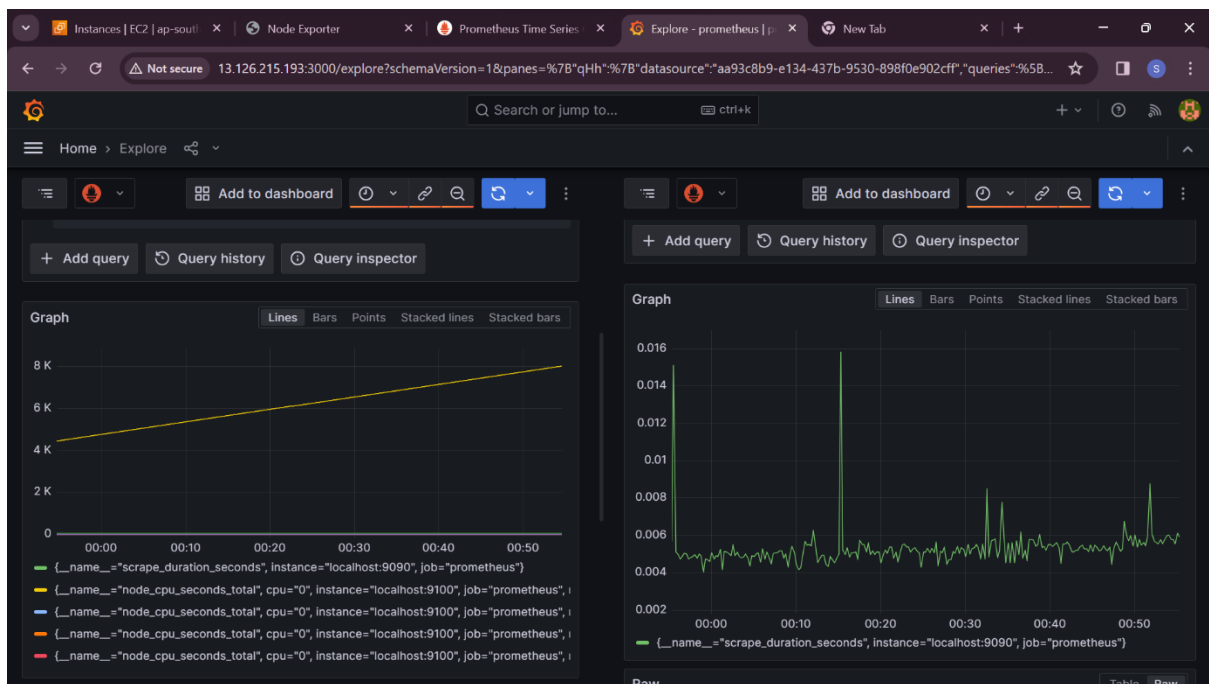 Instances | EC2 | ap-south Node Exporter Prometheus Time Series Explore - prometheus | p New Tab
Not secure 13.126.215.193:3000/explore?schemaVersion=1&panes=%7B"qHh":%7B"datasource":"aa93c8b9-e134-437b-9530-898f0e902cff","queries":%5B... S
Search or jump to... ctrl+k
Home › Explore
Add to dashboard
+ Add query Query history Query inspector
Graph Lines Bars Points Stacked lines Stacked bars
8 K
6 K
4 K
2 K
0
00:00 00:10 00:20 00:30 00:40 00:50
{__name__="scrape_duration_seconds", instance="localhost:9090", job="prometheus"}
{__name__="node_cpu_seconds_total", cpu="0", instance="localhost:9100", job="prometheus",
{__name__="node_cpu_seconds_total", cpu="0", instance="localhost:9100", job="prometheus",
{__name__="node_cpu_seconds_total", cpu="0", instance="localhost:9100", job="prometheus",
{__name__="node_cpu_seconds_total", cpu="0", instance="localhost:9100", job="prometheus",
Add to dashboard
+ Add query Query history Query inspector
Graph Lines Bars Points Stacked lines Stacked bars
0.016
0.014
0.012
0.01
0.008
0.006
0.004
0.002
00:00 00:10 00:20 00:30 00:40 00:50
{__name__="scrape_duration_seconds", instance="localhost:9090", job="prometheus"}
Raw Table Raw